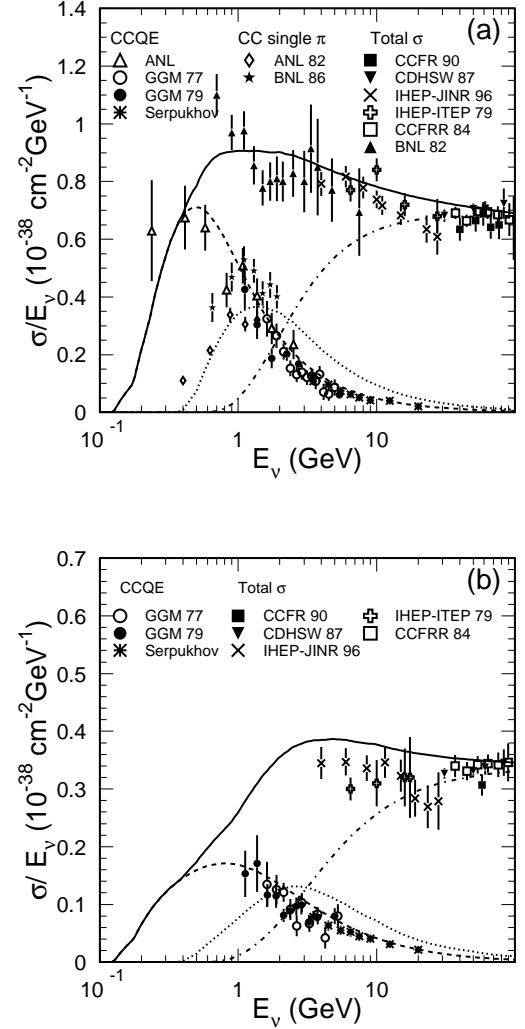 (a)
CCQE
ANL
GGM 77
GGM 79
Serpukhov
CC single π
ANL 82
BNL 86
Total σ
CCFR 90
CDHSW 87
IHEP-JINR 96
IHEP-ITEP 79
CCFRR 84
BNL 82
1.4
1.2
1
0.8
0.6
0.4
0.2
0
σ/Eν (10-38 cm-2GeV-1)
10-1 1 10
Eν (GeV)
(b)
CCQE
GGM 77
GGM 79
Serpukhov
Total σ
CCFR 90
CDHSW 87
IHEP-JINR 96
IHEP-ITEP 79
CCFRR 84
0.7
0.6
0.5
0.4
0.3
0.2
0.1
0
σ/ Eν (10-38 cm-2GeV-1)
10-1 1 10
Eν (GeV)